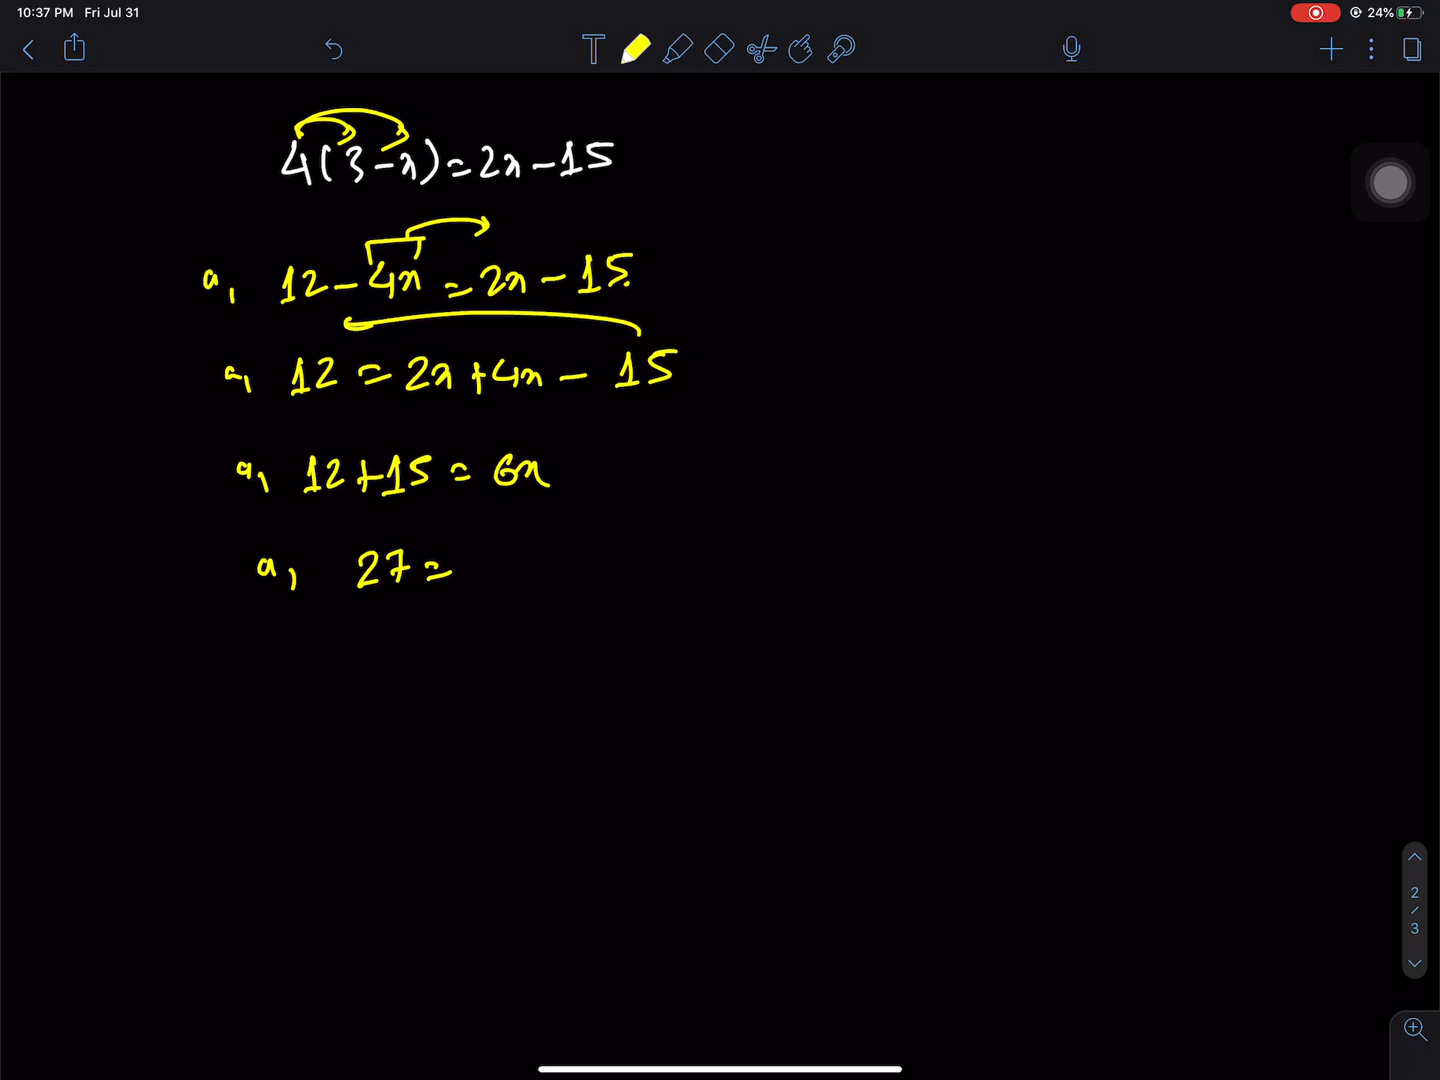 10:37 PM Fri Jul 31
24%
4(3-x)=2x-15
a, 12-4x=2x-15
a, 12=2x+4x-15
a, 12+15=6x
a, 27=
2
/
3